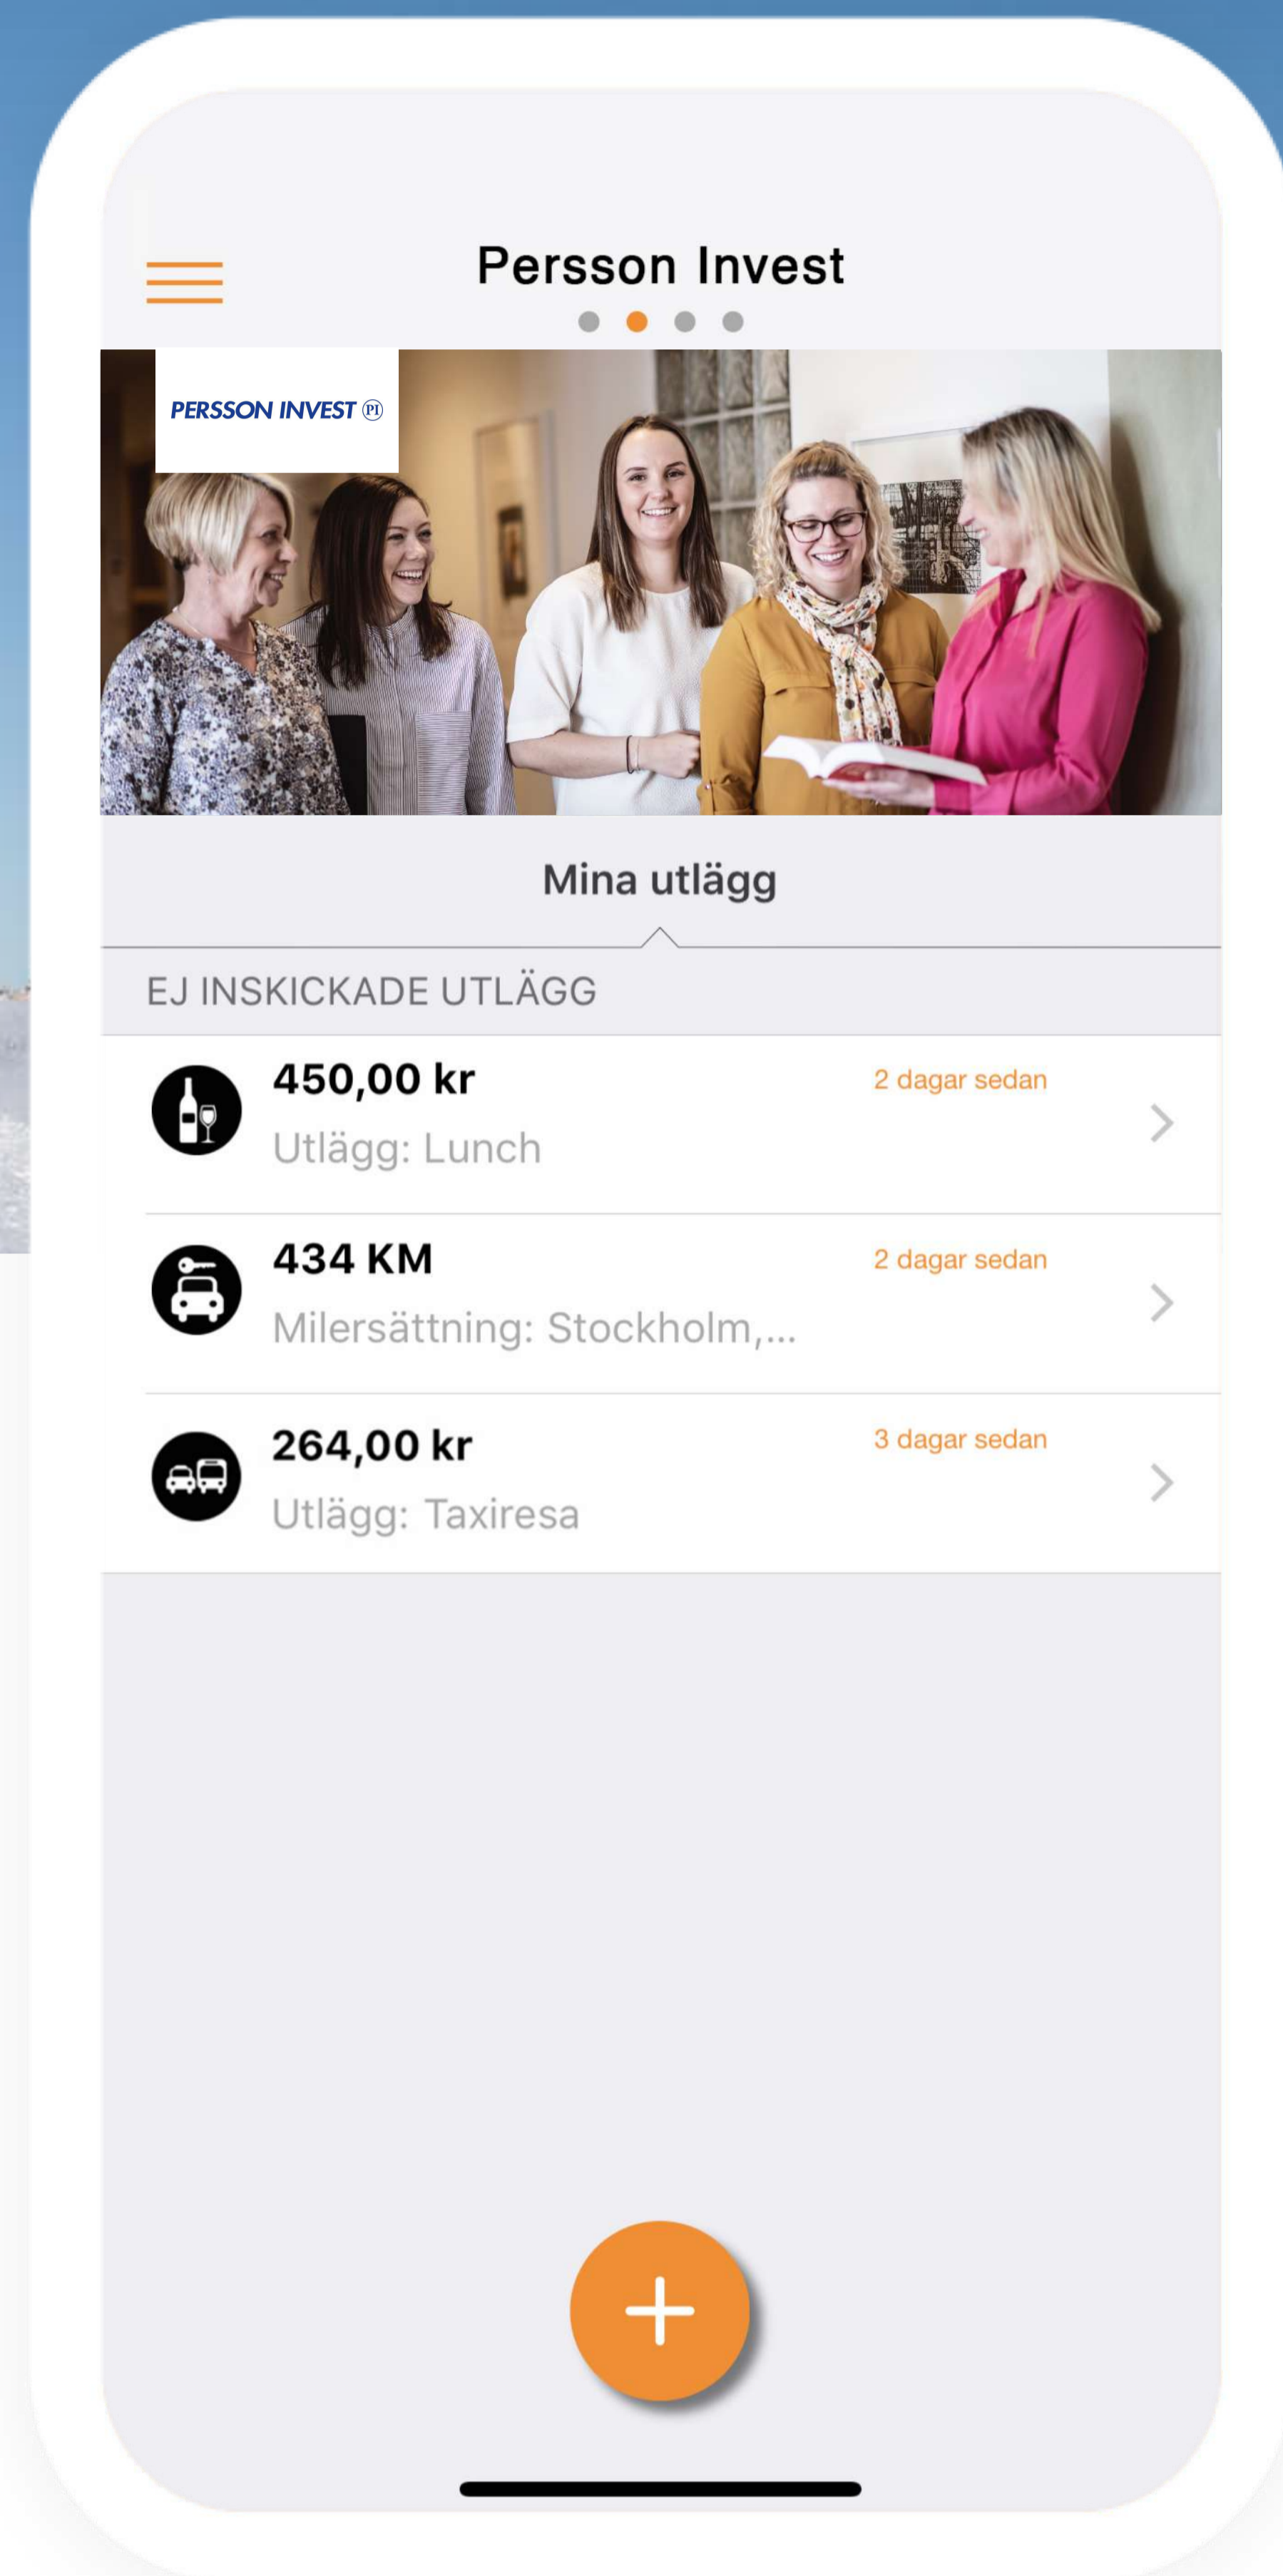 Persson Invest
PERSSON INVEST PI
Mina utlägg
EJ INSKICKADE UTLÄGG
450,00 kr
2 dagar sedan
Utlägg: Lunch
434 KM
2 dagar sedan
Milersättning: Stockholm,...
264,00 kr
3 dagar sedan
Utlägg: Taxiresa